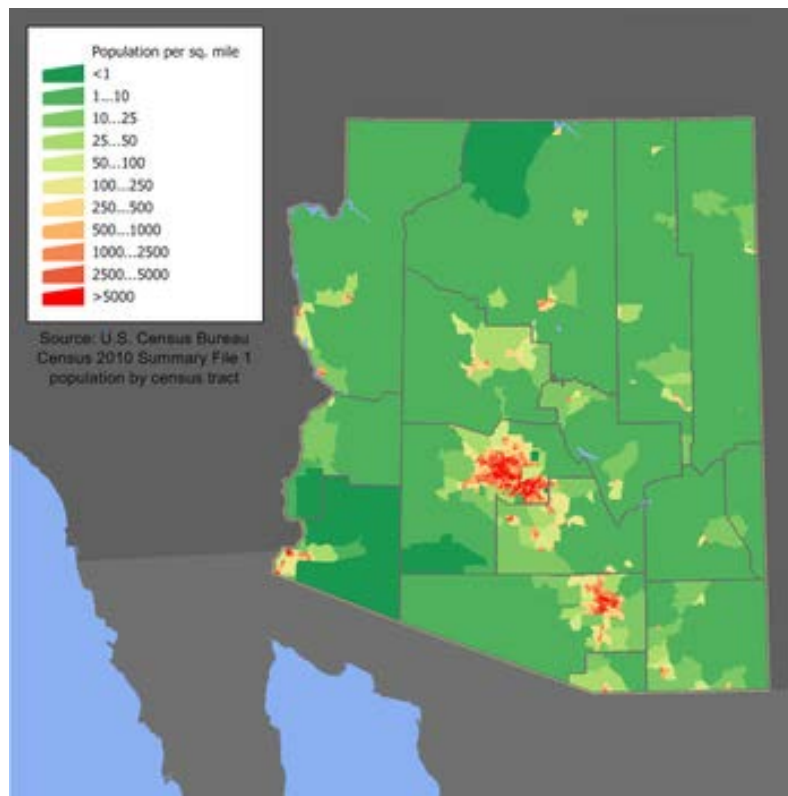 Population per sq. mile
<1
1...10
10...25
25...50
50...100
100...250
250...500
500...1000
1000...2500
2500...5000
>5000
Source: U.S. Census Bureau
Census 2010 Summary File 1
population by census tract